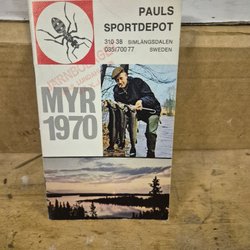 PAULS
SPORTDEPOT
310 38 SIMLÅNGSDALEN
035/700 77 SWEDEN
MYR
1970